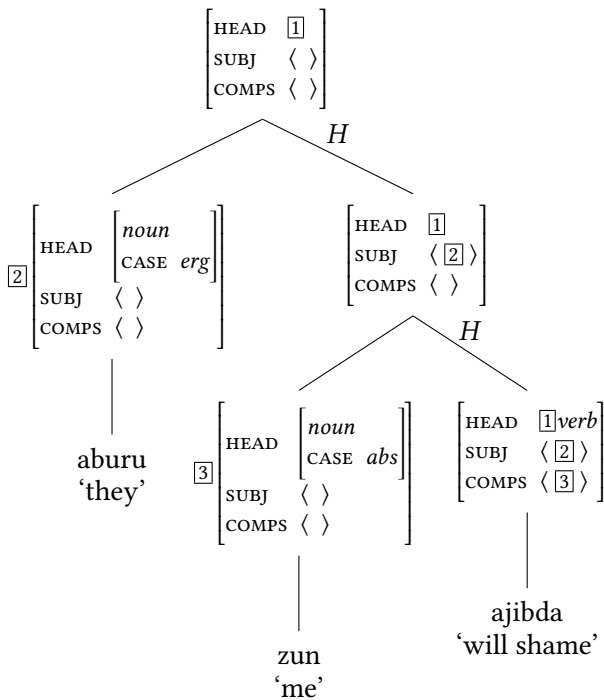 HEAD 1
SUBJ ⟨ ⟩
COMPS ⟨ ⟩
H
2
HEAD
noun
CASE erg
SUBJ ⟨ ⟩
COMPS ⟨ ⟩
HEAD 1
SUBJ ⟨ 2 ⟩
COMPS ⟨ ⟩
H
aburu
‘they’
3
HEAD
noun
CASE abs
SUBJ ⟨ ⟩
COMPS ⟨ ⟩
HEAD 1 verb
SUBJ ⟨ 2 ⟩
COMPS ⟨ 3 ⟩
zun
‘me’
ajibda
‘will shame’